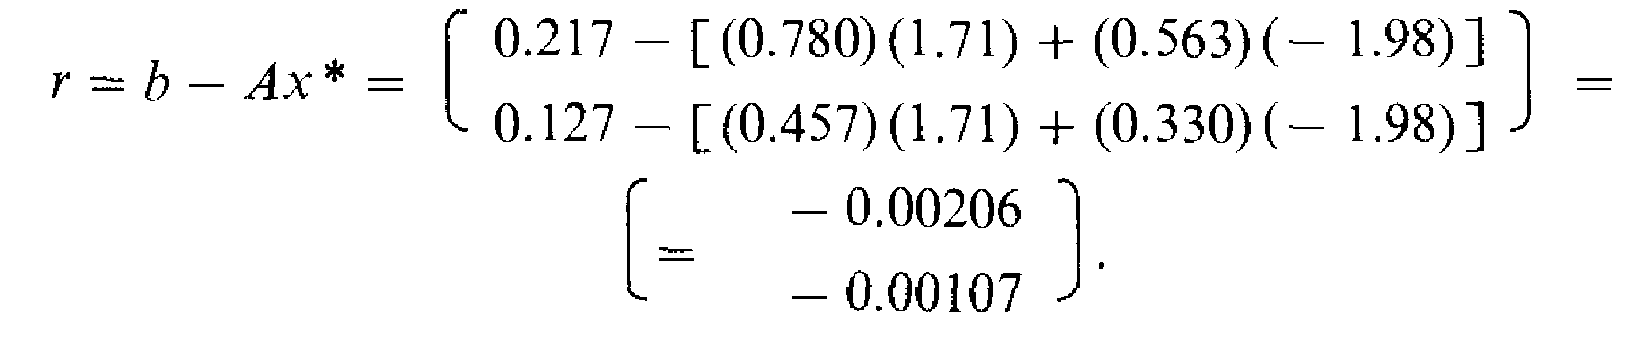 r = b − Ax* = ( 0.217 − [(0.780)(1.71) + (0.563)(− 1.98)]
0.127 − [(0.457)(1.71) + (0.330)(− 1.98)] ) =
( = − 0.00206
− 0.00107 ).